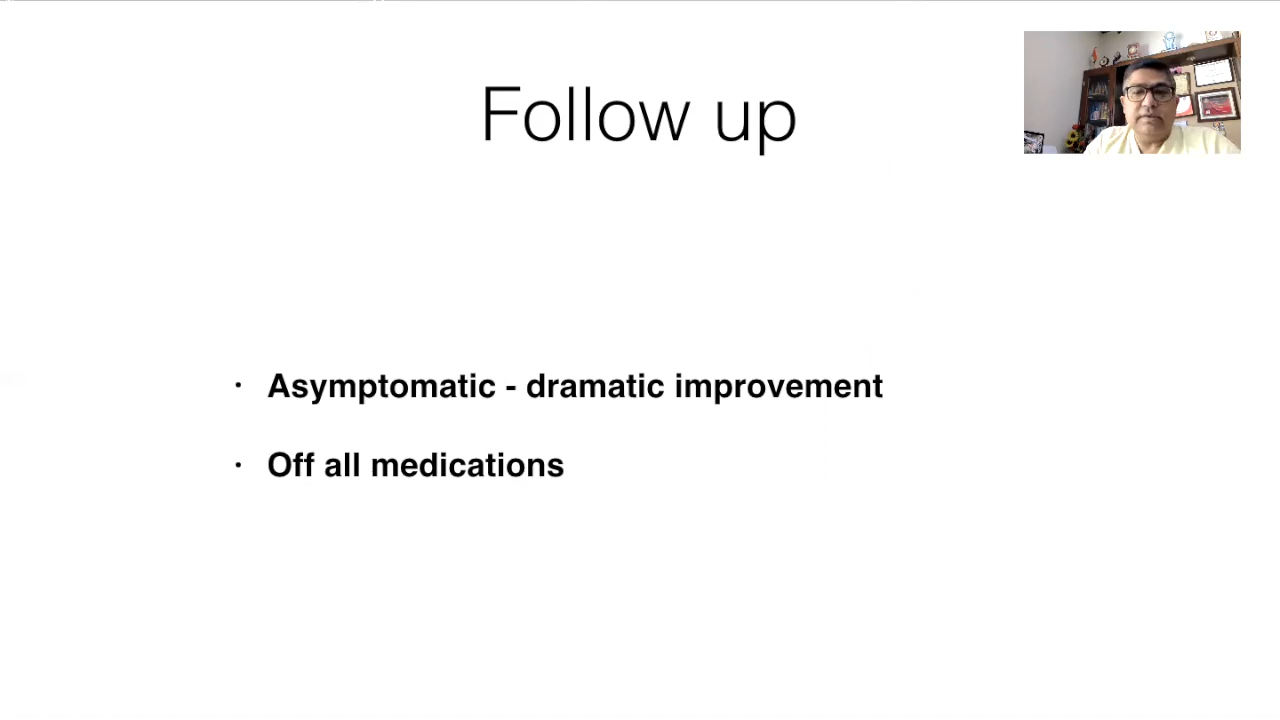 Follow up
· Asymptomatic - dramatic improvement
· Off all medications